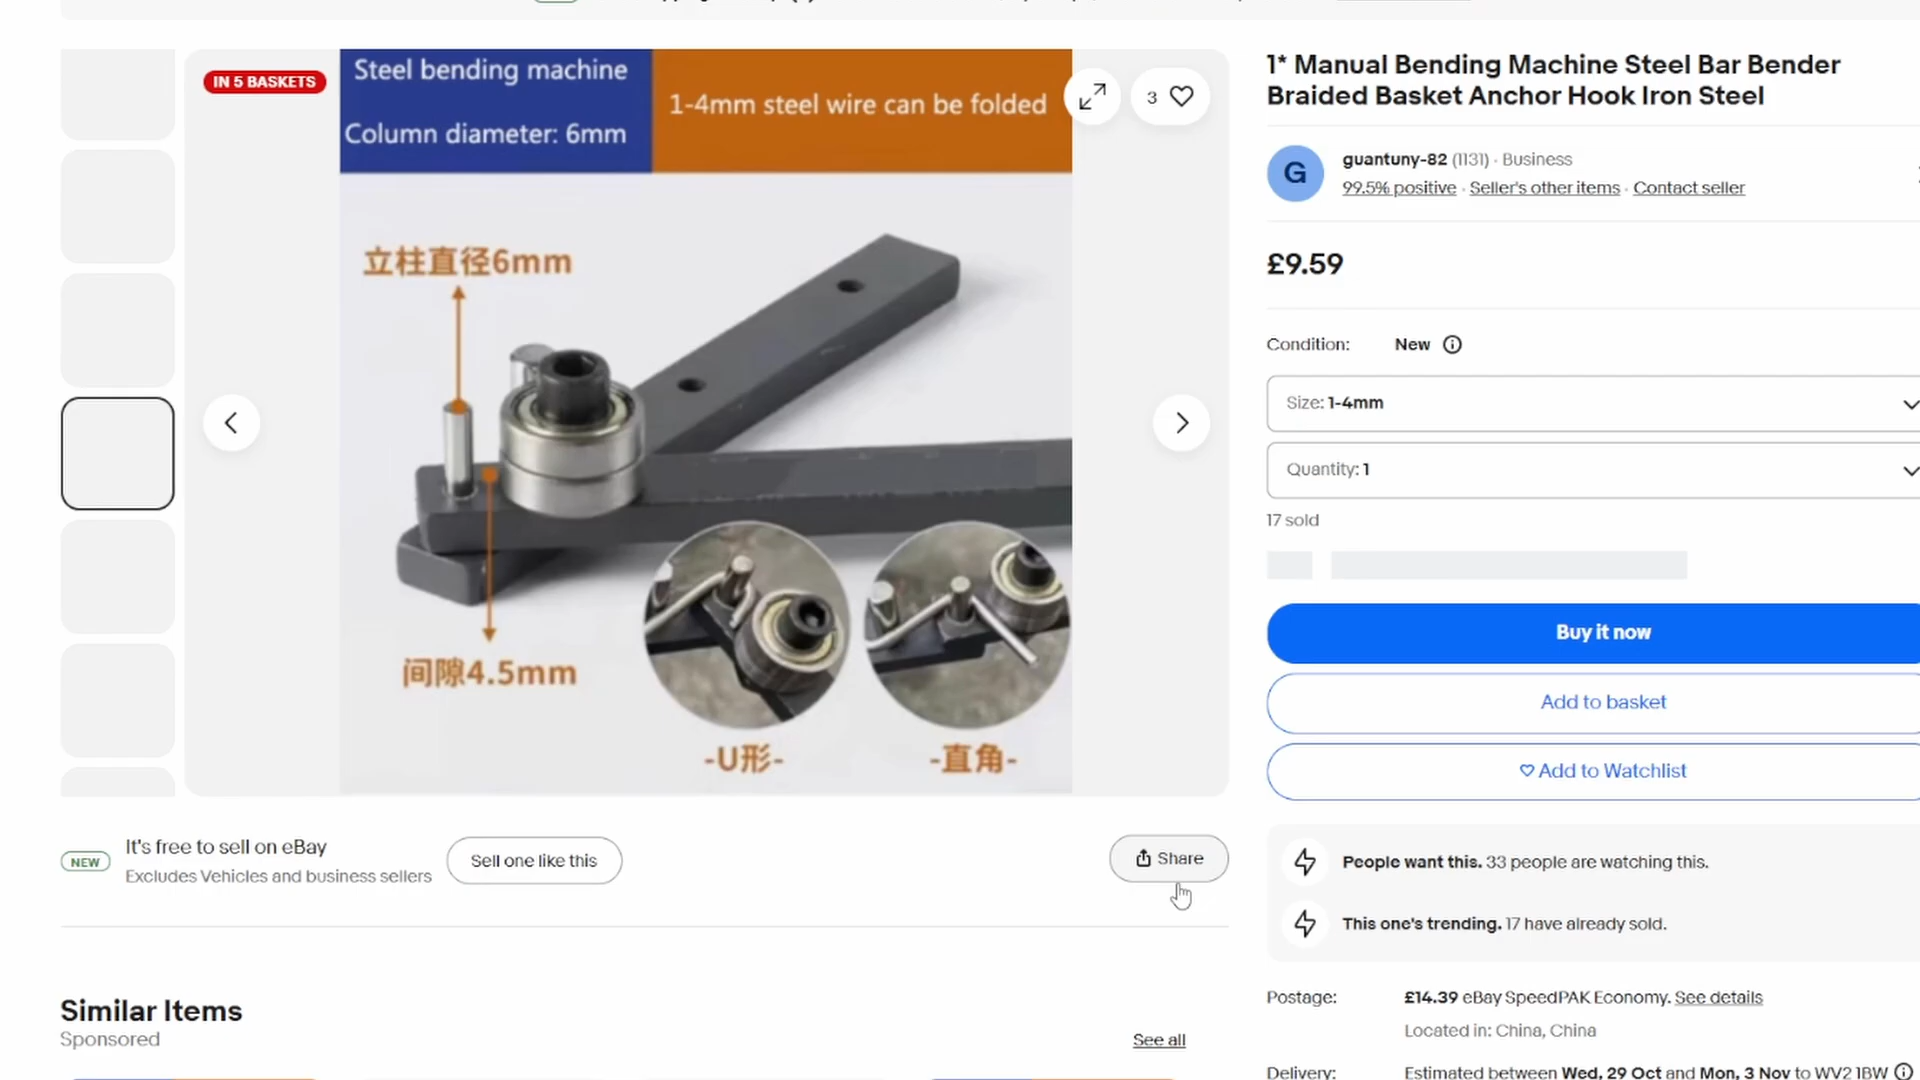 IN 5 BASKETS
Steel bending machine
Column diameter: 6mm
1-4mm steel wire can be folded
3
立柱直径6mm
间隙4.5mm
-U形-
-直角-
NEW
It's free to sell on eBay
Excludes Vehicles and business sellers
Sell one like this
Share
Similar Items
Sponsored
See all
1* Manual Bending Machine Steel Bar Bender
Braided Basket Anchor Hook Iron Steel
G
guantuny-82 (1131) · Business
99.5% positive · Seller's other items · Contact seller
£9.59
Condition: New
Size: 1-4mm
Quantity: 1
17 sold
Buy it now
Add to basket
Add to Watchlist
People want this. 33 people are watching this.
This one's trending. 17 have already sold.
Postage: £14.39 eBay SpeedPAK Economy. See details
Located in: China, China
Delivery: Estimated between Wed, 29 Oct and Mon, 3 Nov to WV2 1BW